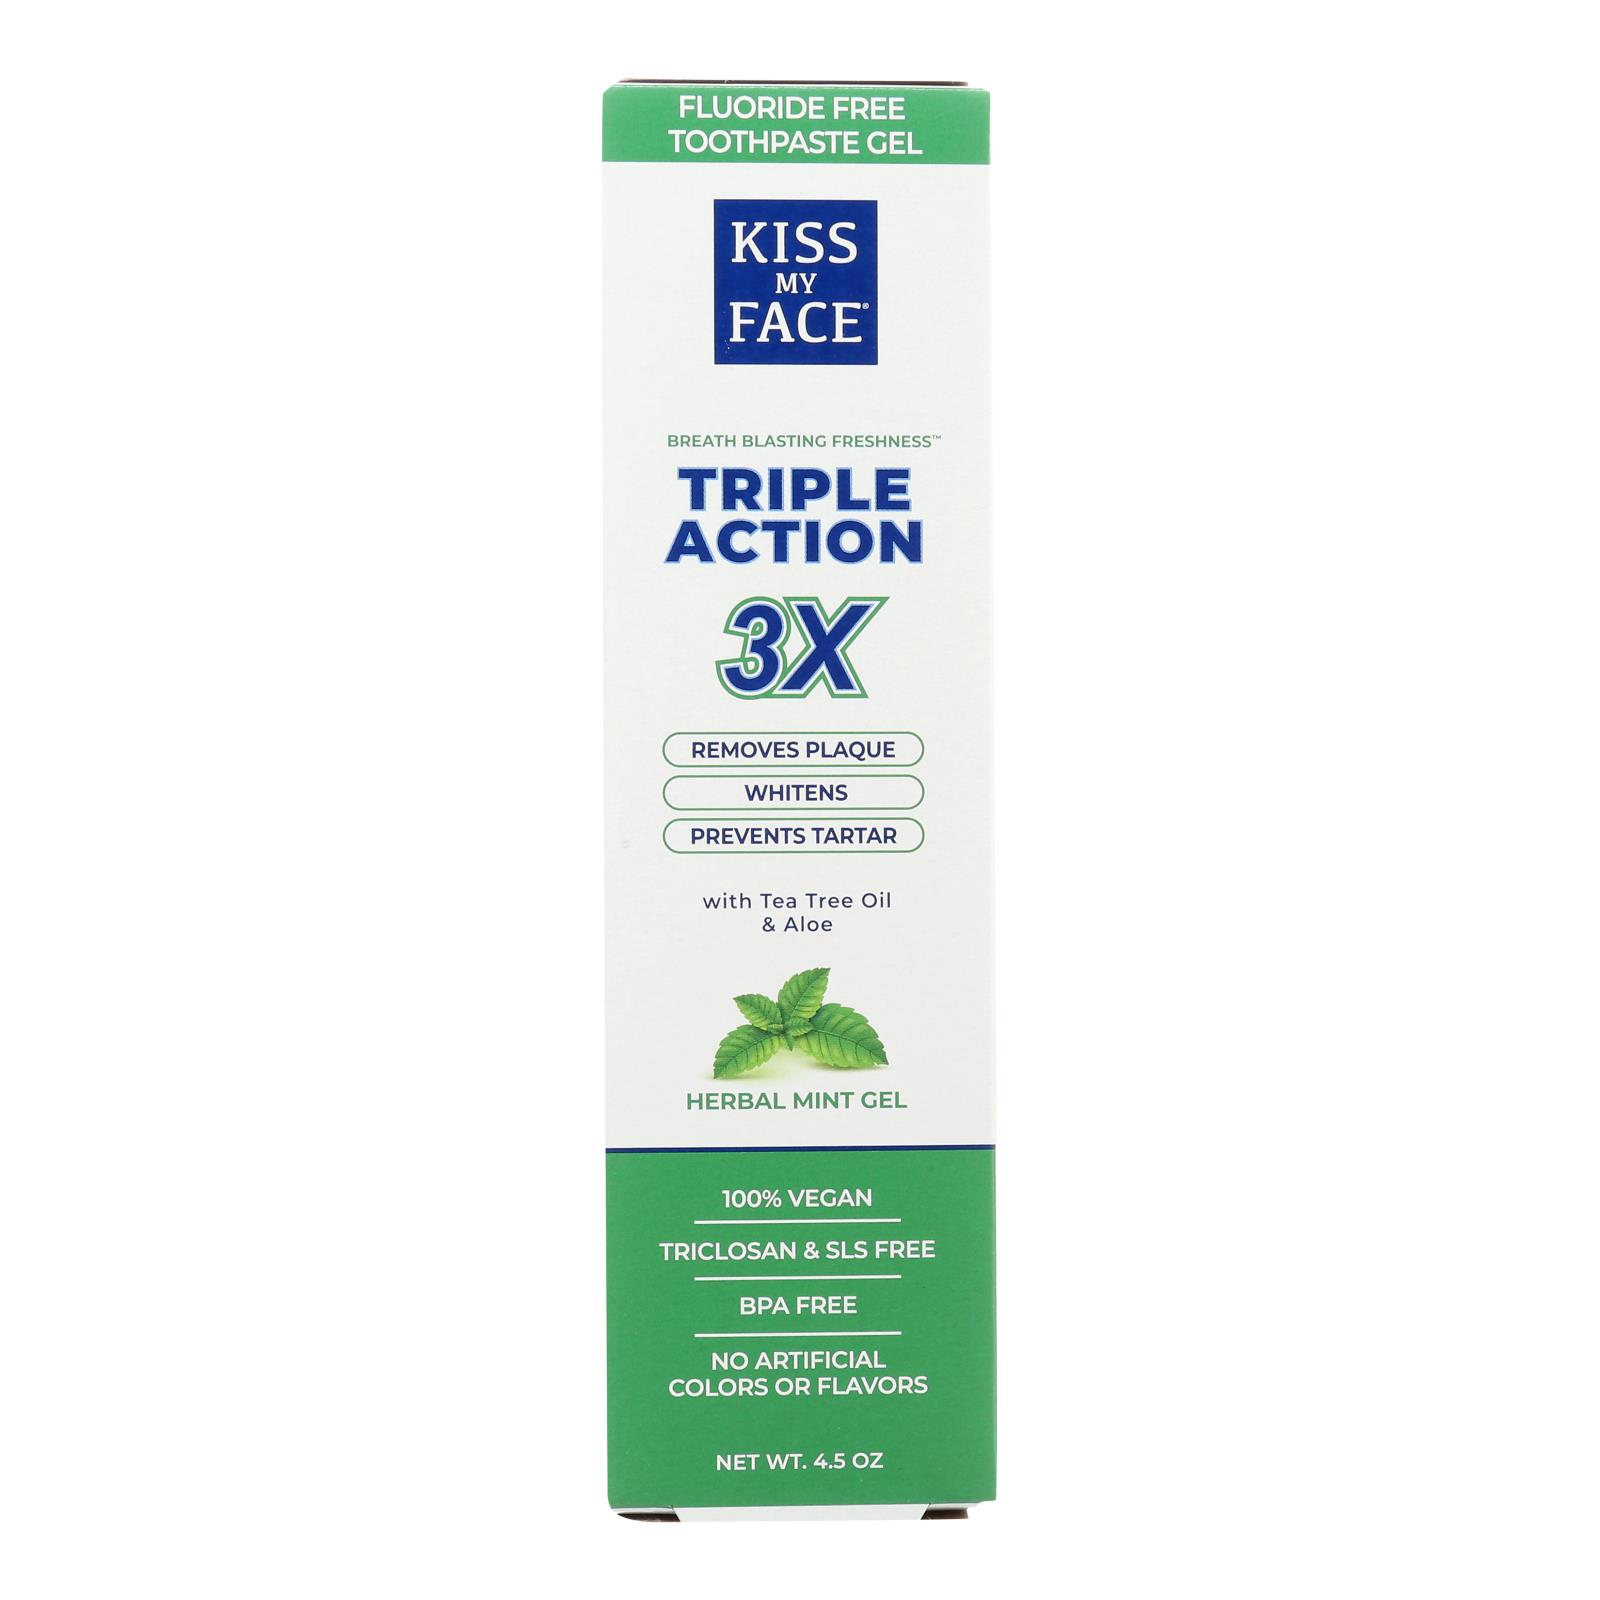 FLUORIDE FREE
TOOTHPASTE GEL
KISS
MY
FACE®
BREATH BLASTING FRESHNESS™
TRIPLE
ACTION
3X
REMOVES PLAQUE
WHITENS
PREVENTS TARTAR
with Tea Tree Oil
& Aloe
HERBAL MINT GEL
100% VEGAN
TRICLOSAN & SLS FREE
BPA FREE
NO ARTIFICIAL
COLORS OR FLAVORS
NET WT. 4.5 OZ